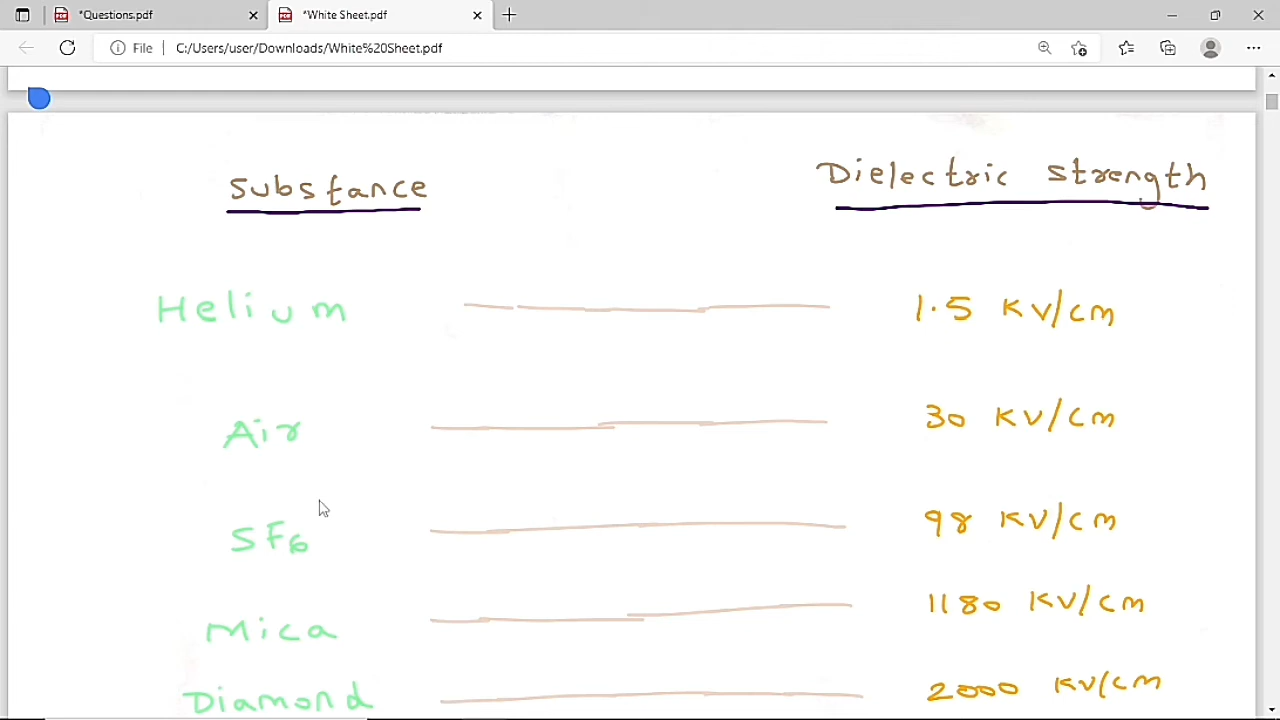 *Questions.pdf
*White Sheet.pdf
File C:/Users/user/Downloads/White%20Sheet.pdf
Substance Dielectric strength
Helium 1.5 KV/cm
Air 30 KV/cm
SF6 98 KV/cm
Mica 1180 KV/cm
Diamond 2000 KV/cm